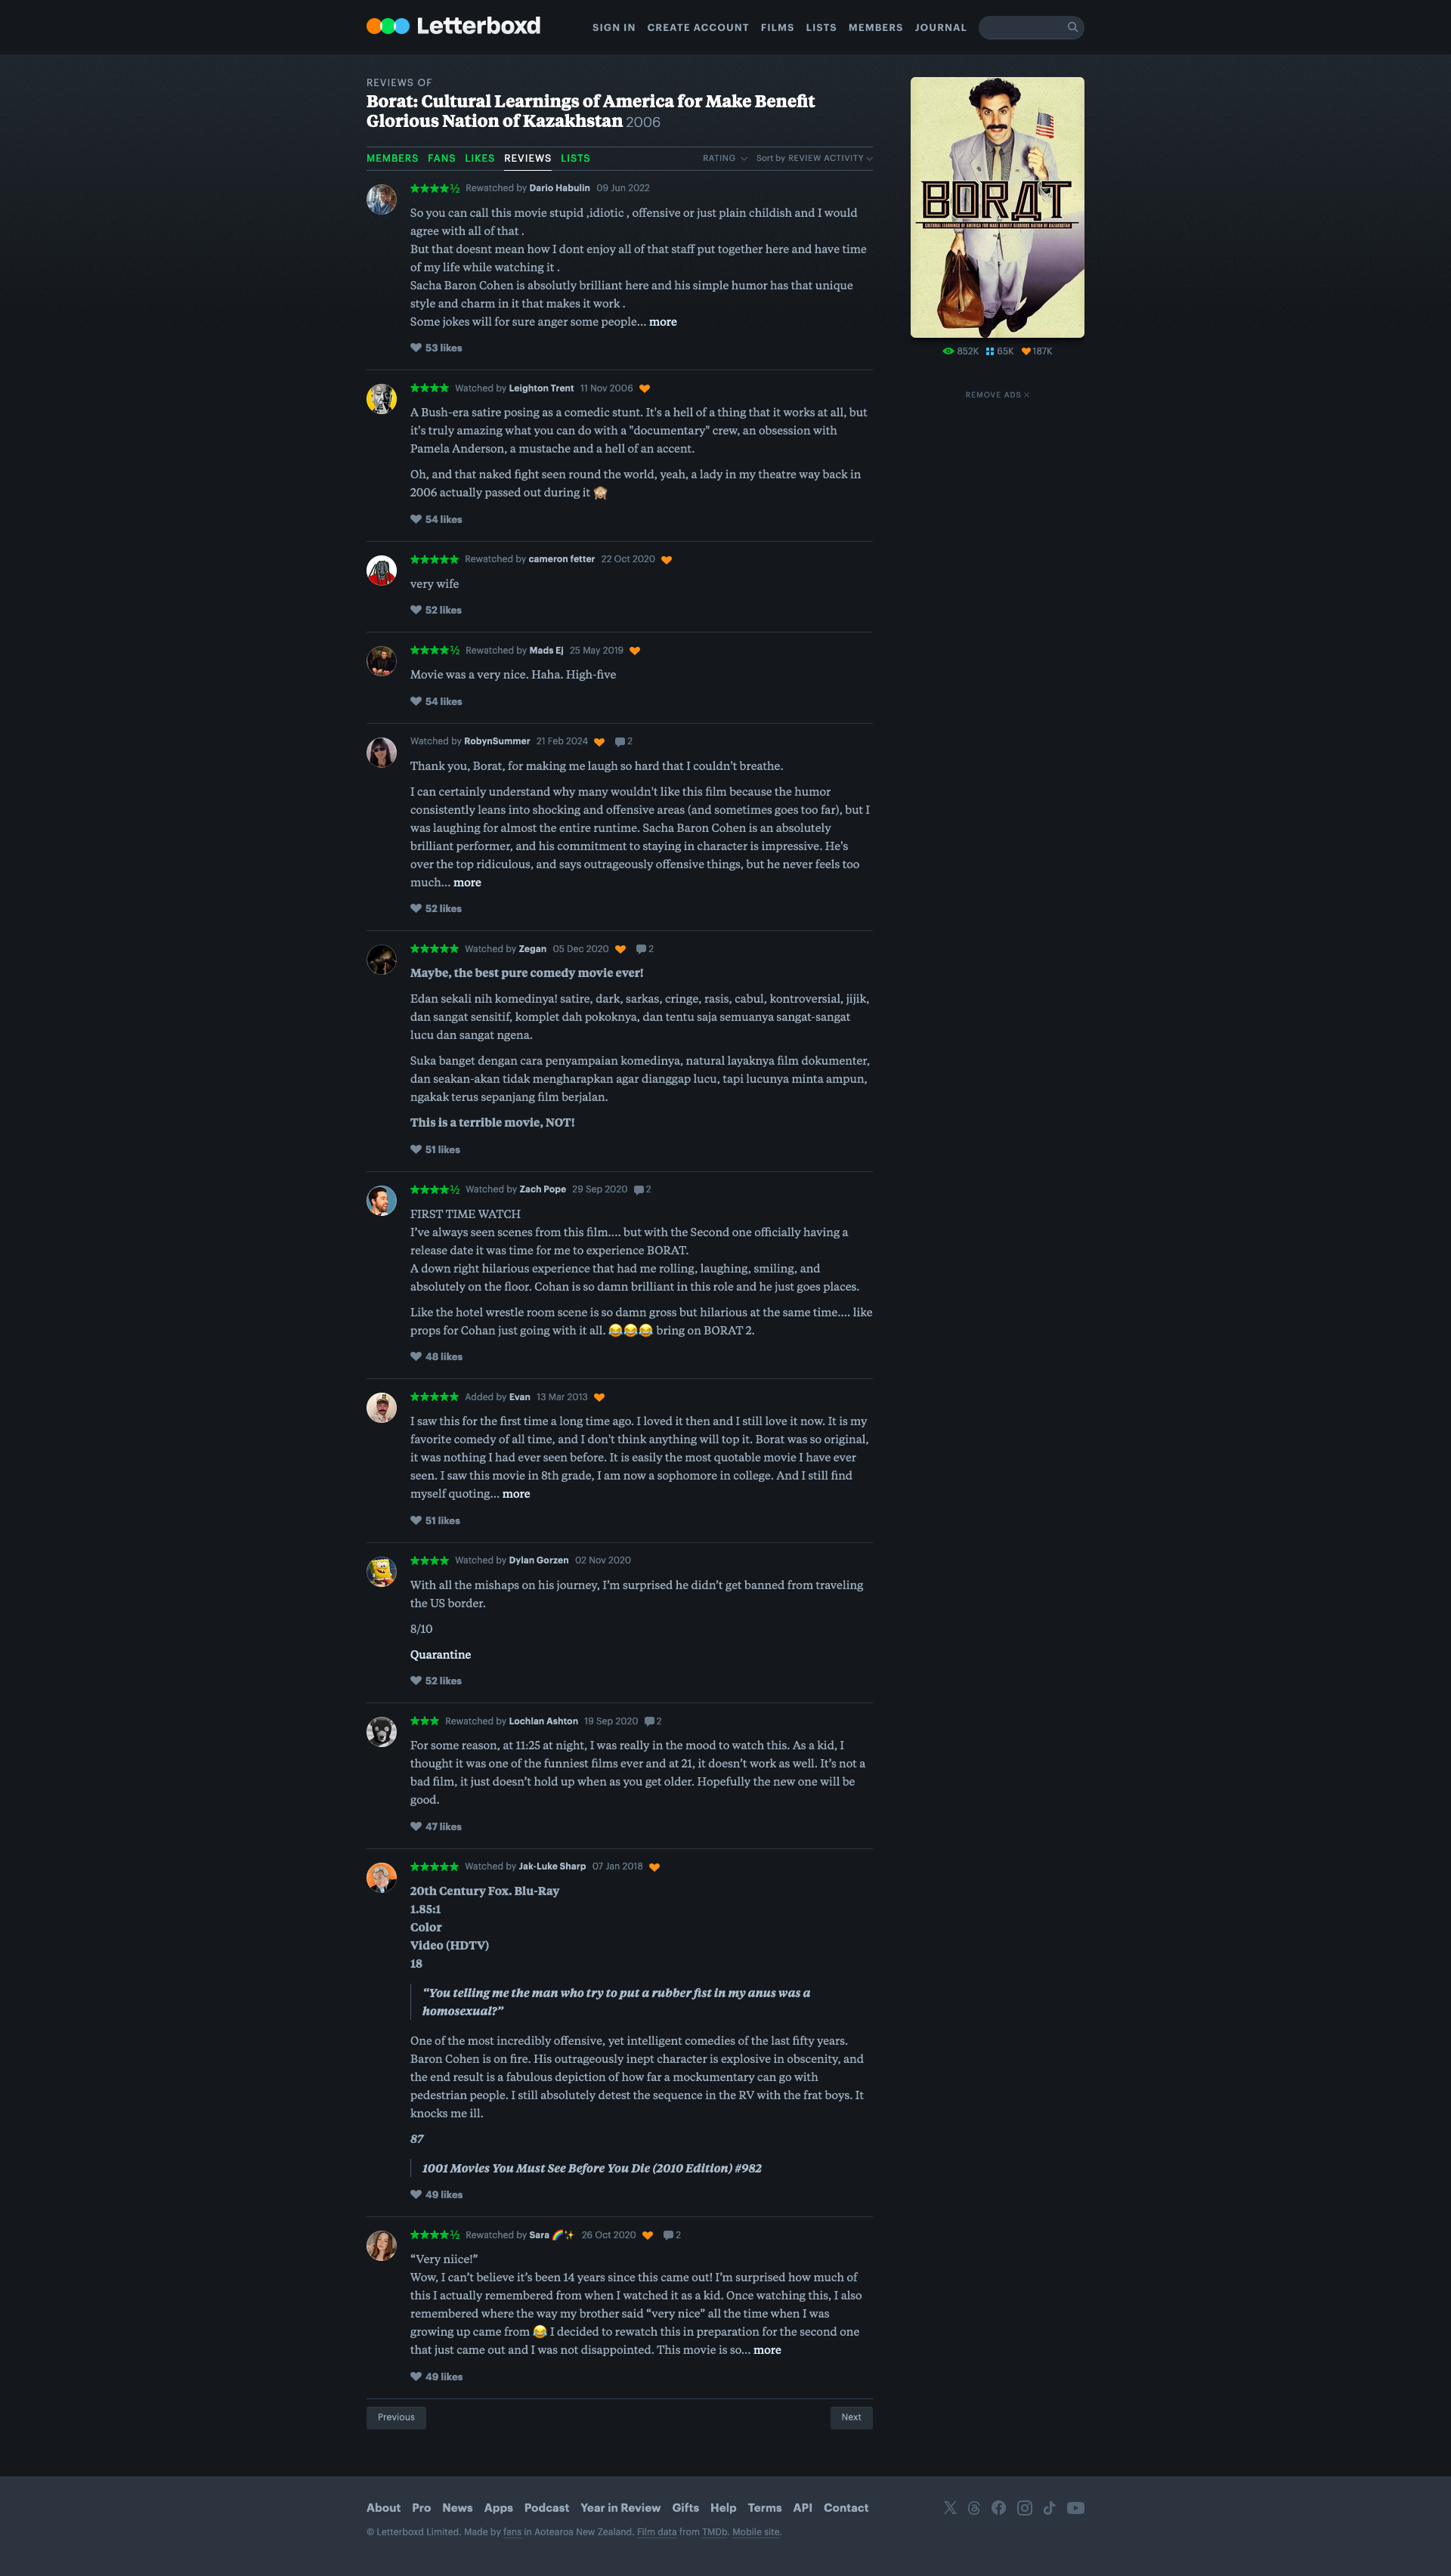 Letterboxd
SIGN IN CREATE ACCOUNT FILMS LISTS MEMBERS JOURNAL
REVIEWS OF
Borat: Cultural Learnings of America for Make Benefit
Glorious Nation of Kazakhstan 2006
MEMBERS FANS LIKES REVIEWS LISTS RATING Sort by REVIEW ACTIVITY
★★★★½ Rewatched by Dario Habulin 09 Jun 2022
So you can call this movie stupid ,idiotic , offensive or just plain childish and I would
agree with all of that .
But that doesnt mean how I dont enjoy all of that staff put together here and have time
of my life while watching it .
Sacha Baron Cohen is absolutly brilliant here and his simple humor has that unique
style and charm in it that makes it work .
Some jokes will for sure anger some people... more
53 likes
★★★★ Watched by Leighton Trent 11 Nov 2006
A Bush-era satire posing as a comedic stunt. It's a hell of a thing that it works at all, but
it's truly amazing what you can do with a "documentary" crew, an obsession with
Pamela Anderson, a mustache and a hell of an accent.
Oh, and that naked fight seen round the world, yeah, a lady in my theatre way back in
2006 actually passed out during it 🙈
54 likes
★★★★★ Rewatched by cameron fetter 22 Oct 2020
very wife
52 likes
★★★★½ Rewatched by Mads Ej 25 May 2019
Movie was a very nice. Haha. High-five
54 likes
Watched by RobynSummer 21 Feb 2024 2
Thank you, Borat, for making me laugh so hard that I couldn't breathe.
I can certainly understand why many wouldn't like this film because the humor
consistently leans into shocking and offensive areas (and sometimes goes too far), but I
was laughing for almost the entire runtime. Sacha Baron Cohen is an absolutely
brilliant performer, and his commitment to staying in character is impressive. He's
over the top ridiculous, and says outrageously offensive things, but he never feels too
much... more
52 likes
★★★★★ Watched by Zegan 05 Dec 2020 2
Maybe, the best pure comedy movie ever!
Edan sekali nih komedinya! satire, dark, sarkas, cringe, rasis, cabul, kontroversial, jijik,
dan sangat sensitif, komplet dah pokoknya, dan tentu saja semuanya sangat-sangat
lucu dan sangat ngena.
Suka banget dengan cara penyampaian komedinya, natural layaknya film dokumenter,
dan seakan-akan tidak mengharapkan agar dianggap lucu, tapi lucunya minta ampun,
ngakak terus sepanjang film berjalan.
This is a terrible movie, NOT!
51 likes
★★★★½ Watched by Zach Pope 29 Sep 2020 2
FIRST TIME WATCH
I've always seen scenes from this film.... but with the Second one officially having a
release date it was time for me to experience BORAT.
A down right hilarious experience that had me rolling, laughing, smiling, and
absolutely on the floor. Cohan is so damn brilliant in this role and he just goes places.
Like the hotel wrestle room scene is so damn gross but hilarious at the same time.... like
props for Cohan just going with it all. 😂😂😂 bring on BORAT 2.
48 likes
★★★★★ Added by Evan 13 Mar 2013
I saw this for the first time a long time ago. I loved it then and I still love it now. It is my
favorite comedy of all time, and I don't think anything will top it. Borat was so original,
it was nothing I had ever seen before. It is easily the most quotable movie I have ever
seen. I saw this movie in 8th grade, I am now a sophomore in college. And I still find
myself quoting... more
51 likes
★★★★ Watched by Dylan Gorzen 02 Nov 2020
With all the mishaps on his journey, I'm surprised he didn't get banned from traveling
the US border.
8/10
Quarantine
52 likes
★★★ Rewatched by Lochlan Ashton 19 Sep 2020 2
For some reason, at 11:25 at night, I was really in the mood to watch this. As a kid, I
thought it was one of the funniest films ever and at 21, it doesn't work as well. It's not a
bad film, it just doesn't hold up when as you get older. Hopefully the new one will be
good.
47 likes
★★★★★ Watched by Jak-Luke Sharp 07 Jan 2018
20th Century Fox. Blu-Ray
1.85:1
Color
Video (HDTV)
18
“You telling me the man who try to put a rubber fist in my anus was a
homosexual?”
One of the most incredibly offensive, yet intelligent comedies of the last fifty years.
Baron Cohen is on fire. His outrageously inept character is explosive in obscenity, and
the end result is a fabulous depiction of how far a mockumentary can go with
pedestrian people. I still absolutely detest the sequence in the RV with the frat boys. It
knocks me ill.
87
1001 Movies You Must See Before You Die (2010 Edition) #982
49 likes
★★★★½ Rewatched by Sara 🌈✨ 26 Oct 2020 2
“Very niice!”
Wow, I can't believe it's been 14 years since this came out! I'm surprised how much of
this I actually remembered from when I watched it as a kid. Once watching this, I also
remembered where the way my brother said “very nice” all the time when I was
growing up came from 😂 I decided to rewatch this in preparation for the second one
that just came out and I was not disappointed. This movie is so... more
49 likes
Previous Next
BORДT
CULTURAL LEARNINGS OF AMERICA FOR MAKE BENEFIT GLORIOUS NATION OF KAZAKHSTAN
852K 65K 187K
REMOVE ADS
About Pro News Apps Podcast Year in Review Gifts Help Terms API Contact
© Letterboxd Limited. Made by fans in Aotearoa New Zealand. Film data from TMDb. Mobile site.